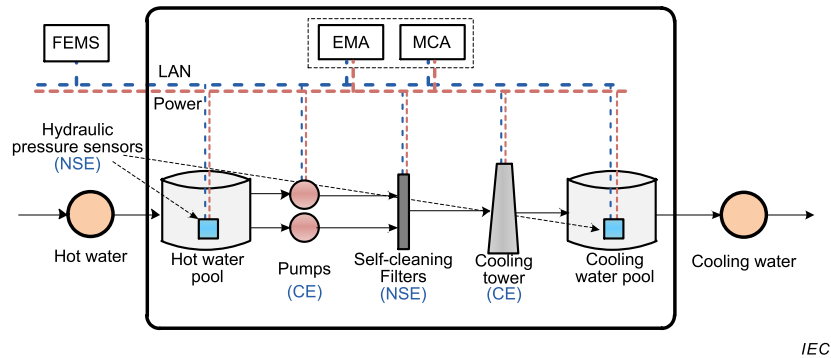 FEMS
EMA
MCA
LAN
Power
Hydraulic
pressure sensors
(NSE)
Hot water
Hot water
pool
Pumps
(CE)
Self-cleaning
Filters
(NSE)
Cooling
tower
(CE)
Cooling
water pool
Cooling water
IEC